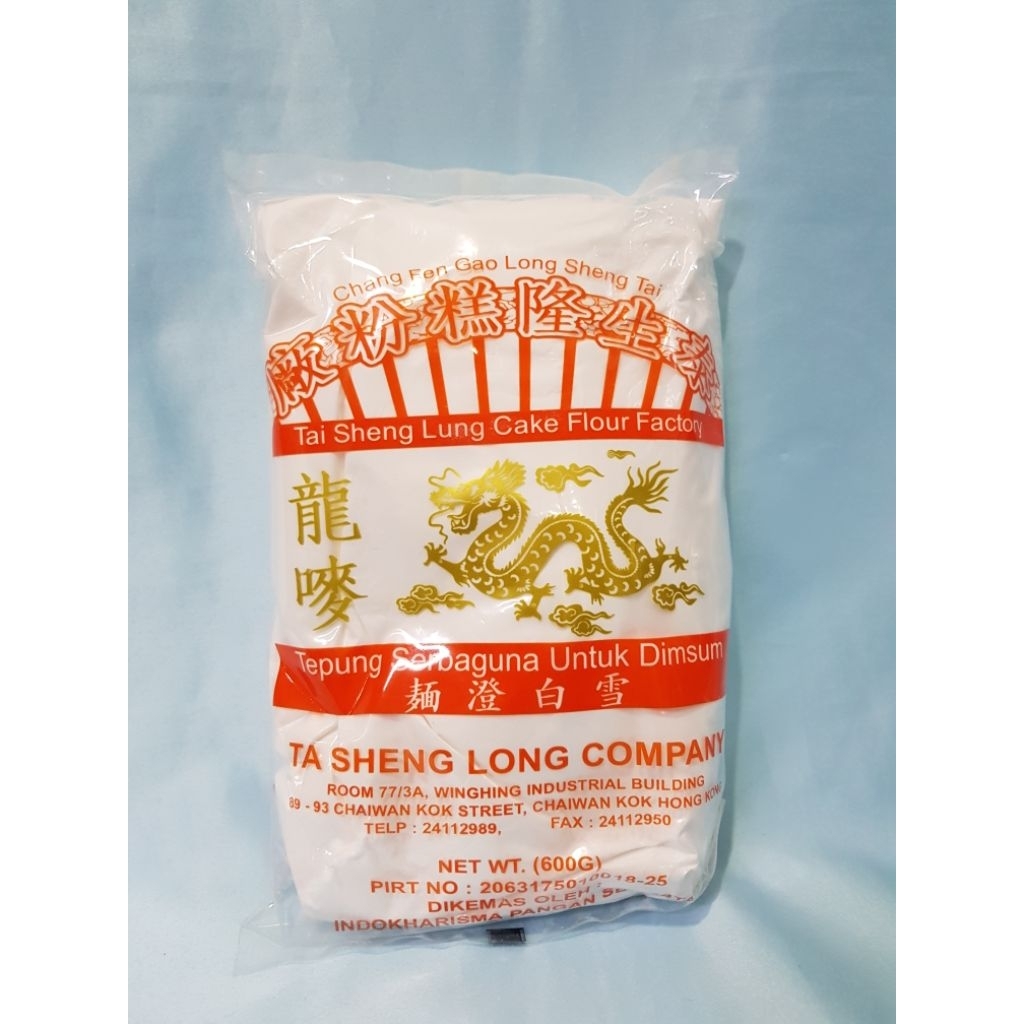 Chang Fen Gao Long Sheng Tai
廠粉糕隆生泰
Tai Sheng Lung Cake Flour Factory
龍嘜
Tepung Serbaguna Untuk Dimsum
麵澄白雪
TA SHENG LONG COMPANY
ROOM 77/3A, WINGHING INDUSTRIAL BUILDING
89 - 93 CHAIWAN KOK STREET, CHAIWAN KOK HONG KONG
TELP : 24112989, FAX : 24112950
NET WT. (600G)
PIRT NO :
DIKEMAS OLEH :
INDOKHARISMA PANGAN